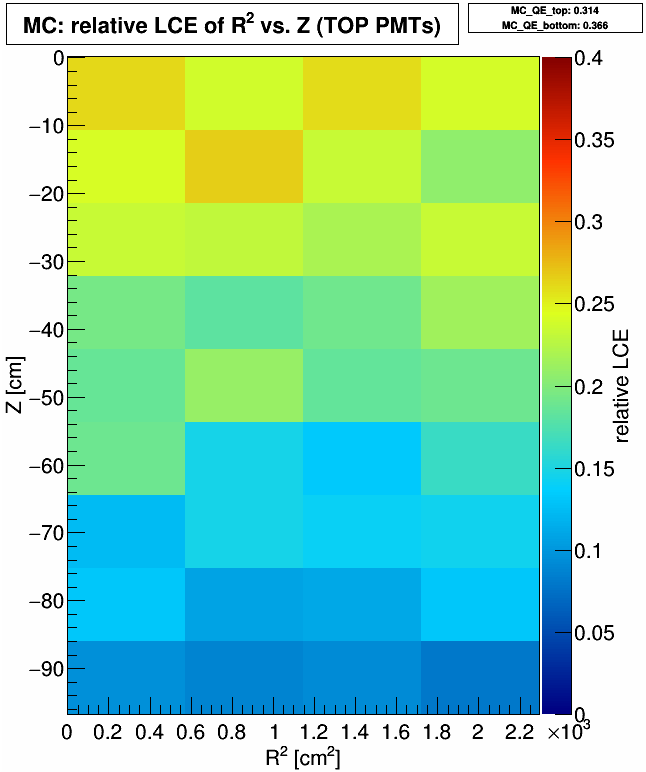 MC: relative LCE of R² vs. Z (TOP PMTs)
MC_QE_top: 0.314
MC_QE_bottom: 0.366
0
−10
−20
−30
−40
−50
−60
−70
−80
−90
Z [cm]
0 0.2 0.4 0.6 0.8 1 1.2 1.4 1.6 1.8 2 2.2 ×10³
R² [cm²]
0.4
0.35
0.3
0.25
0.2
0.15
0.1
0.05
0
relative LCE